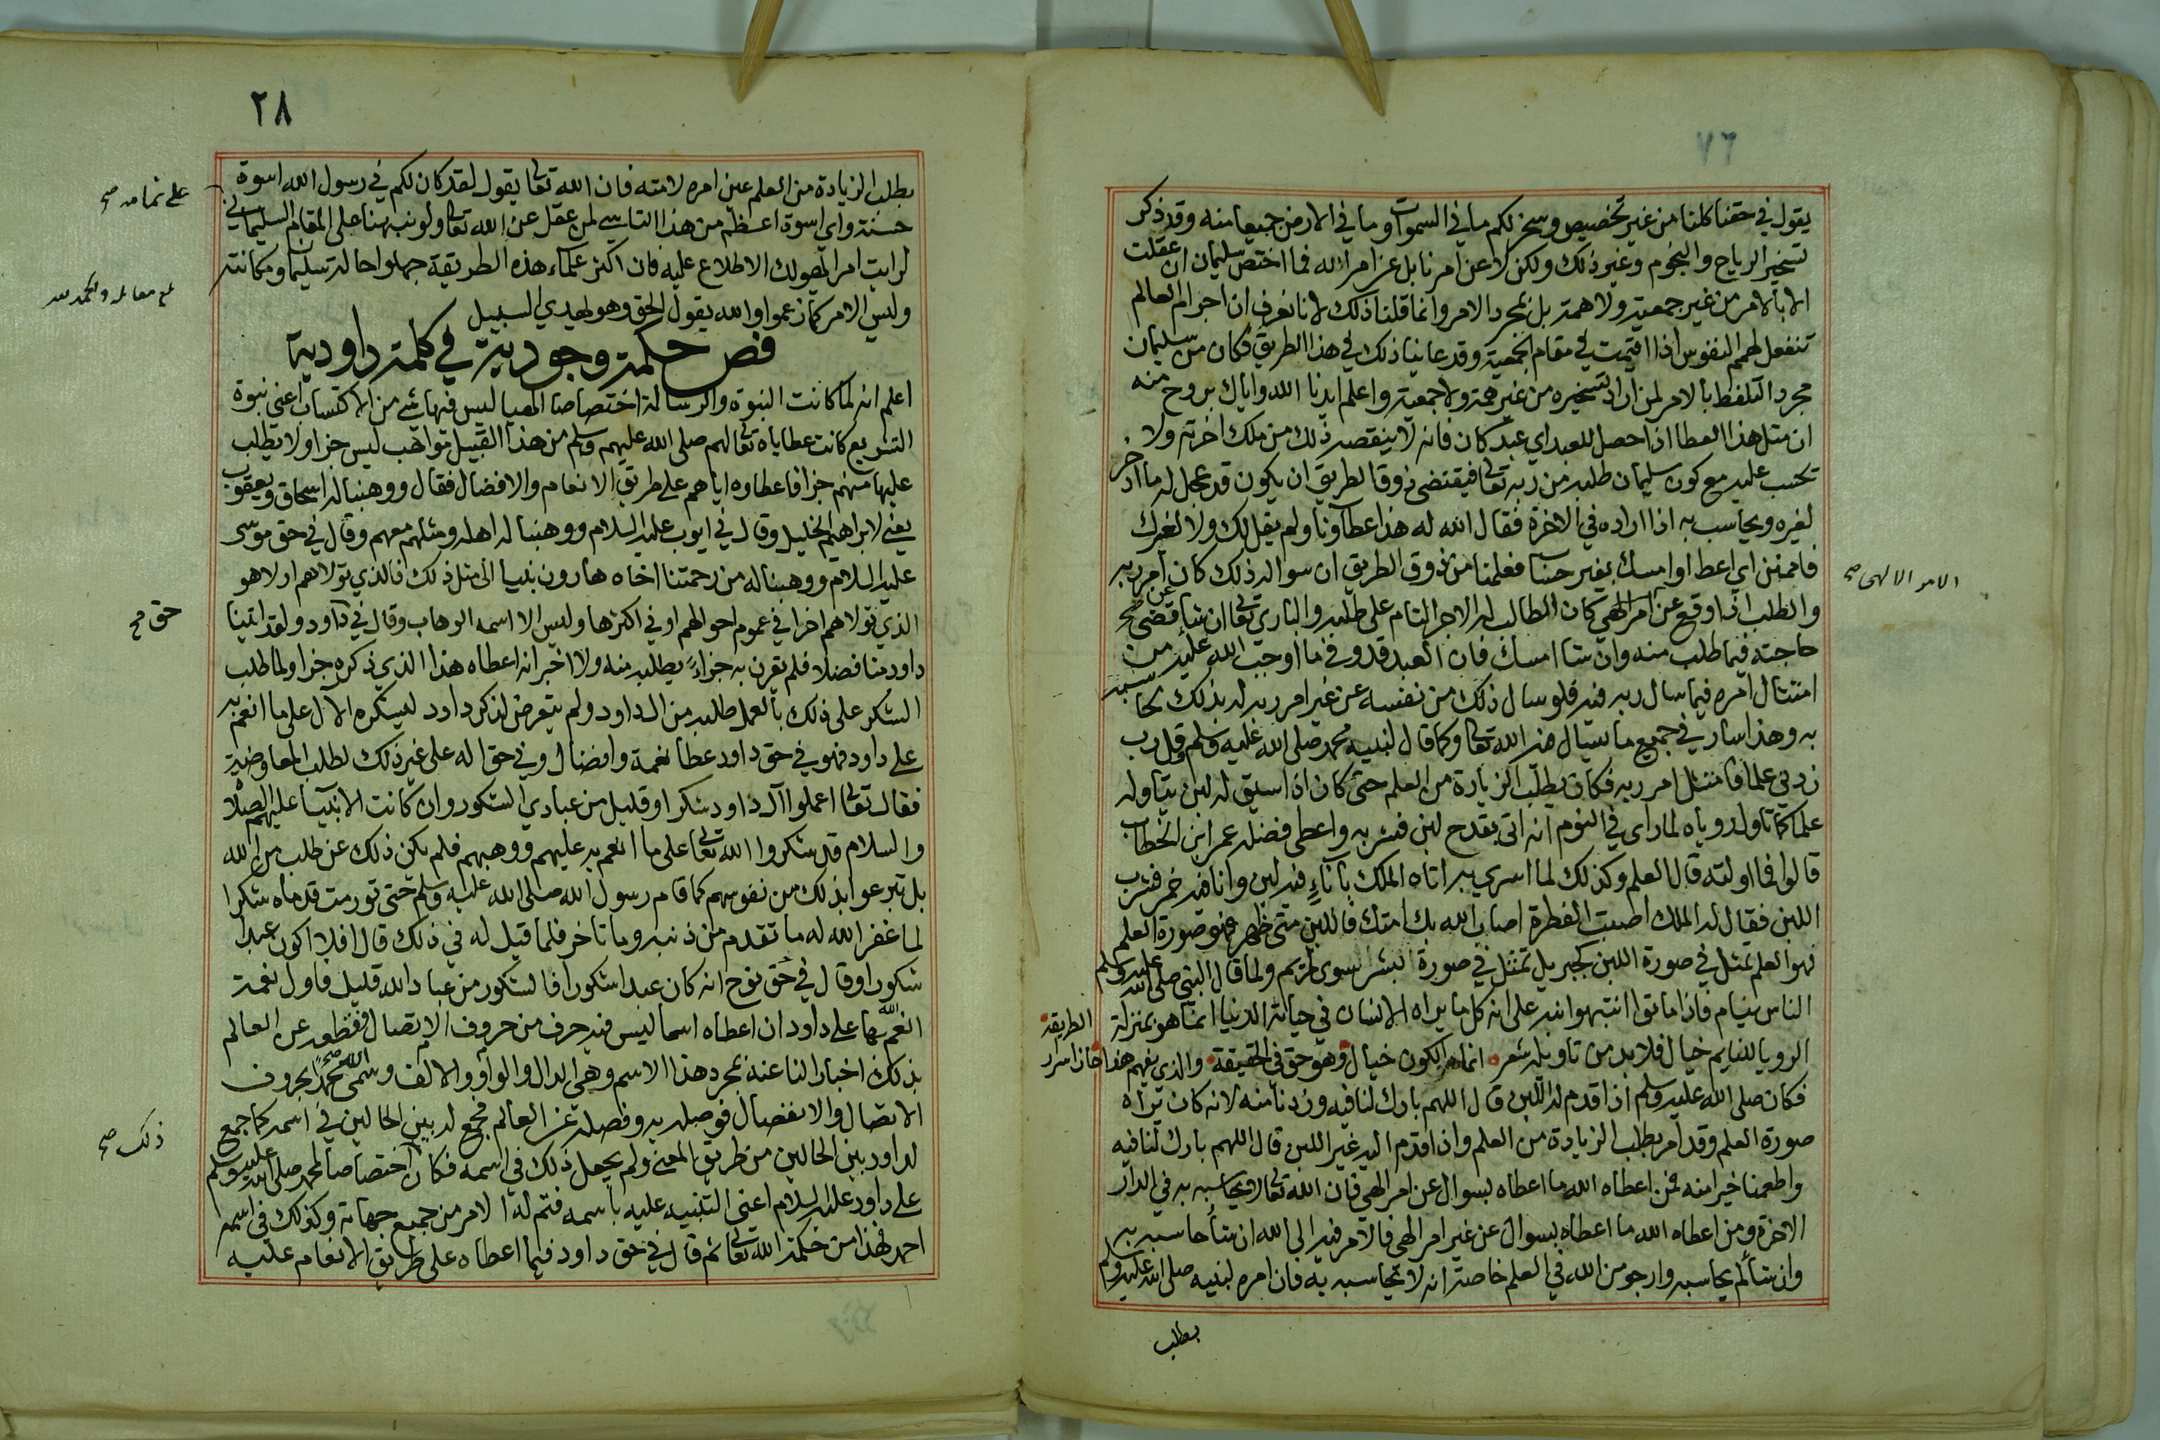 يقول في حقنا كلنا من غير تخصيص وسخر لكم ما في السموات وما في الارض جميعا منه وقد ذكر
تسخير الرياح والنجوم وغير ذلك ولكن لا عن امرنا بل عن امر الله فما اختص سليمان ان عقلت
الا بالامر من غير جمعية ولا همة بل بمجرد الامر وانما قلنا ذلك لانا نعرف ان اجرام العالم
تنفعل لهمم النفوس اذا اقيمت في مقام الجمعية وقد عاينا ذلك في هذا الطريق فكان من سليمان
مجرد التلفظ بالامر لمن اراد تسخيره من غير همة ولا جمعية واعلم ايدنا الله واياك بروح منه
ان مثل هذا العطا اذا حصل للعبد اي عبد كان فانه لا ينقصه ذلك من ملك اخرته ولا
تحسب عليه مع كون سليمان طلبه من ربه تعالى فيقتضي ذوق الطريق ان يكون قد عجل له ما ادخر
لغيره ويحاسب به اذا اراده في الاخرة فقال الله له هذا عطآونا ولم يقل لك ولا لغيرك
فامنن اي اعط او امسك بغير حساب فعلمنا من ذوق الطريق ان سواله ذلك كان عن امر ربه
الامر الالهي صح
والطلب اذا وقع عن امر الهي كان الطالب له الاجر التام على طلبه والباري تعالى ان شا قضى
حاجته فيما طلب منه وان شا امسك فان العبد قد وفي ما اوجب الله عليه من
امتثال امره فيما سال ربه فيه فلو سال ذلك من نفسه عن غير امر ربه له بذلك لحاسبه
به وهذا سار في جميع ما يسال فيه الله تعالى وكما قال لنبيه محمد صلى الله عليه وسلم وقل رب
زدني علما فامتثل امر ربه فكان يطلب الزيادة من العلم حتى كان اذا سيق له لبن يتاوله
علما كما تاول روياه لما راى في النوم انه اتى بقدح لبن فشربه واعطى فضله عمر ابن الخطاب
قالوا فما اولته قال العلم وكذلك لما اسري به اتاه الملك باناءٍ فيه لبن وانا فيه خمر فشرب
اللبن فقال له الملك اصبت الفطرة اصاب الله بك امتك فاللبن متى ظهر فهو صورة العلم
فهو العلم تمثل في صورة اللبن كجبريل تمثل في صورة البشر سوى لمريم ولما قال النبي صلى الله عليه وسلم
الناس نيام فاذا ماتوا انتبهوا نبه على انه كل ما يراه الانسان في حياته الدنيا انما هو بمنزلة
الرويا للنايم خيال فلا بد من تاويله شعر انما الكون خيال وهو حق في الحقيقة والذي يفهم هذا حاز اسرار الطريقة
فكان صلى الله عليه وسلم اذا قدم له اللبن قال اللهم بارك لنا فيه وزدنا منه لانه كان يراه
صورة العلم وقد امر بطلب الزيادة من العلم واذا قدم اليه غير اللبن قال اللهم بارك لنا فيه
واطعمنا خيرا منه فمن اعطاه الله ما اعطاه بسوال عن امر الهي فان الله تعالى لا يحاسبه به في الدار
الاخرة ومن اعطاه الله ما اعطاه بسوال عن غير امر الهي فالامر فيه الى الله ان شأ حاسبه به
وان شأ لم يحاسبه وارجو من الله في العلم خاصة انه لا يحاسبه به فان امره لنبيه صلى الله عليه وسلم
بطلب
٢٨
بطلب الزيادة من العلم عين امره لامته فان الله تعالى يقول لقد كان لكم في رسول الله اسوة
حسنة واي اسوة اعظم من هذا التاسي لمن عقل عن الله تعالى ولو نبهنا على المقام السليماني
على تمامه صح
لرايت امرا يهولك الاطلاع عليه فان اكثر علماء هذه الطريقة جهلوا حالة سليمان ومكانته
وليس الامر كما زعموا والله يقول الحق وهو يهدي السبيل
فص حكمة وجودية في كلمة داودية
اعلم انه لما كانت النبوة والرسالة اختصاصا الهيا ليس فيها شي من الاكتساب اعني نبوة
التشريع كانت عطاياه تعالى لهم صلى الله عليهم وسلم من هذا القبيل مواهب ليس جزا ولا يطلب
عليها منهم جزا فاعطاوه اياهم على طريق الانعام والافضال فقال ووهبنا له اسحاق ويعقوب
يعني لابراهيم الخليل وقال في ايوب عليه السلام ووهبنا له اهله ومثلهم معهم وقال في حق موسى
عليه السلام ووهبنا له من رحمتنا اخاه هارون نبيا الى مثل ذلك فالذي تولاهم اولا هو
الذي تولاهم اخرا في عموم احوالهم او في اكثرها وليس الا اسمه الوهاب وقال في داود ولقد اتينا
حق صح
داود منا فضلا فلم يقرن به جزاءً يطلبه منه ولا اخبر انه اعطاه هذا الذي ذكره جزا ولما طلب
الشكر على ذلك بالعمل طلبه من ال داود ولم يتعرض لذكر داود ليشكره الال على ما انعم به
على داود فهو في حق داود عطا نعمة وافضال وفي حق اله على غير ذلك لطلب المعاوضة
فقال تعالى اعملوا آل داود شكرا وقليل من عبادي الشكور وان كانت الانبيآ عليهم الصلاة
والسلام قد شكروا الله تعالى على ما انعم به عليهم ووهبهم فلم يكن ذلك عن طلب من الله
بل تبرعوا بذلك من نفوسهم كما قام رسول الله صلى الله عليه وسلم حتى تورمت قدماه شكرا
لما غفر الله له ما تقدم من ذنبه وما تاخر فلما قيل له في ذلك قال افلا اكون عبدا
شكورا وقال في حق نوح انه كان عبدا شكورا فالشكور من عباد الله قليل فاول نعمة
انعم الله بها على داود ان اعطاه اسما ليس فيه حرف من حروف الاتصال فقطعه عن العالم
بذلك اخبارا لنا عنه بمجرد هذا الاسم وهي الدال والواو والالف وسمى الله محمدا بحروف
الاتصال والانفصال فوصله به وفصله عن العالم فجمع له بين الحالين في اسمه كما جمع
لداود بين الحالين من طريق المعنى ولم يجعل ذلك في اسمه فكان اختصاصا لمحمد صلى الله عليه وسلم
ذلك صح
على داود عليه السلام اعني التنبيه عليه باسمه فتم له الامر من جميع جهاته وكذلك في اسمه
احمد فهذا من حكمة الله تعالى ثم قال في حق داود فيما اعطاه على طريق الانعام عليه